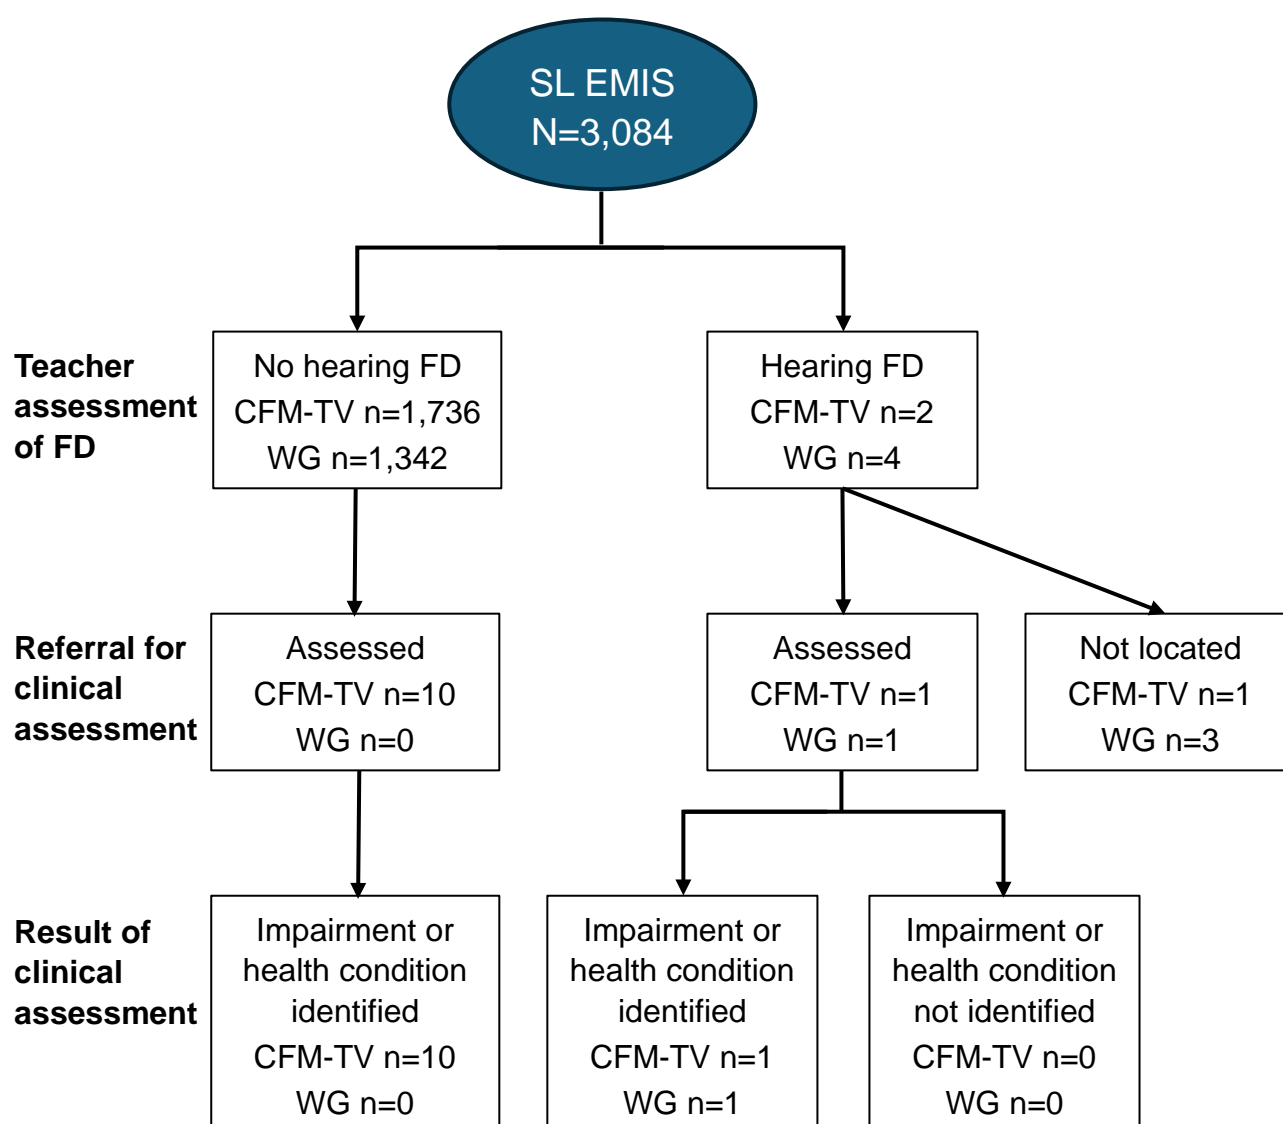 SL EMIS
N=3,084
Teacher
assessment
of FD
No hearing FD
CFM-TV n=1,736
WG n=1,342
Hearing FD
CFM-TV n=2
WG n=4
Referral for
clinical
assessment
Assessed
CFM-TV n=10
WG n=0
Assessed
CFM-TV n=1
WG n=1
Not located
CFM-TV n=1
WG n=3
Result of
clinical
assessment
Impairment or
health condition
identified
CFM-TV n=10
WG n=0
Impairment or
health condition
identified
CFM-TV n=1
WG n=1
Impairment or
health condition
not identified
CFM-TV n=0
WG n=0